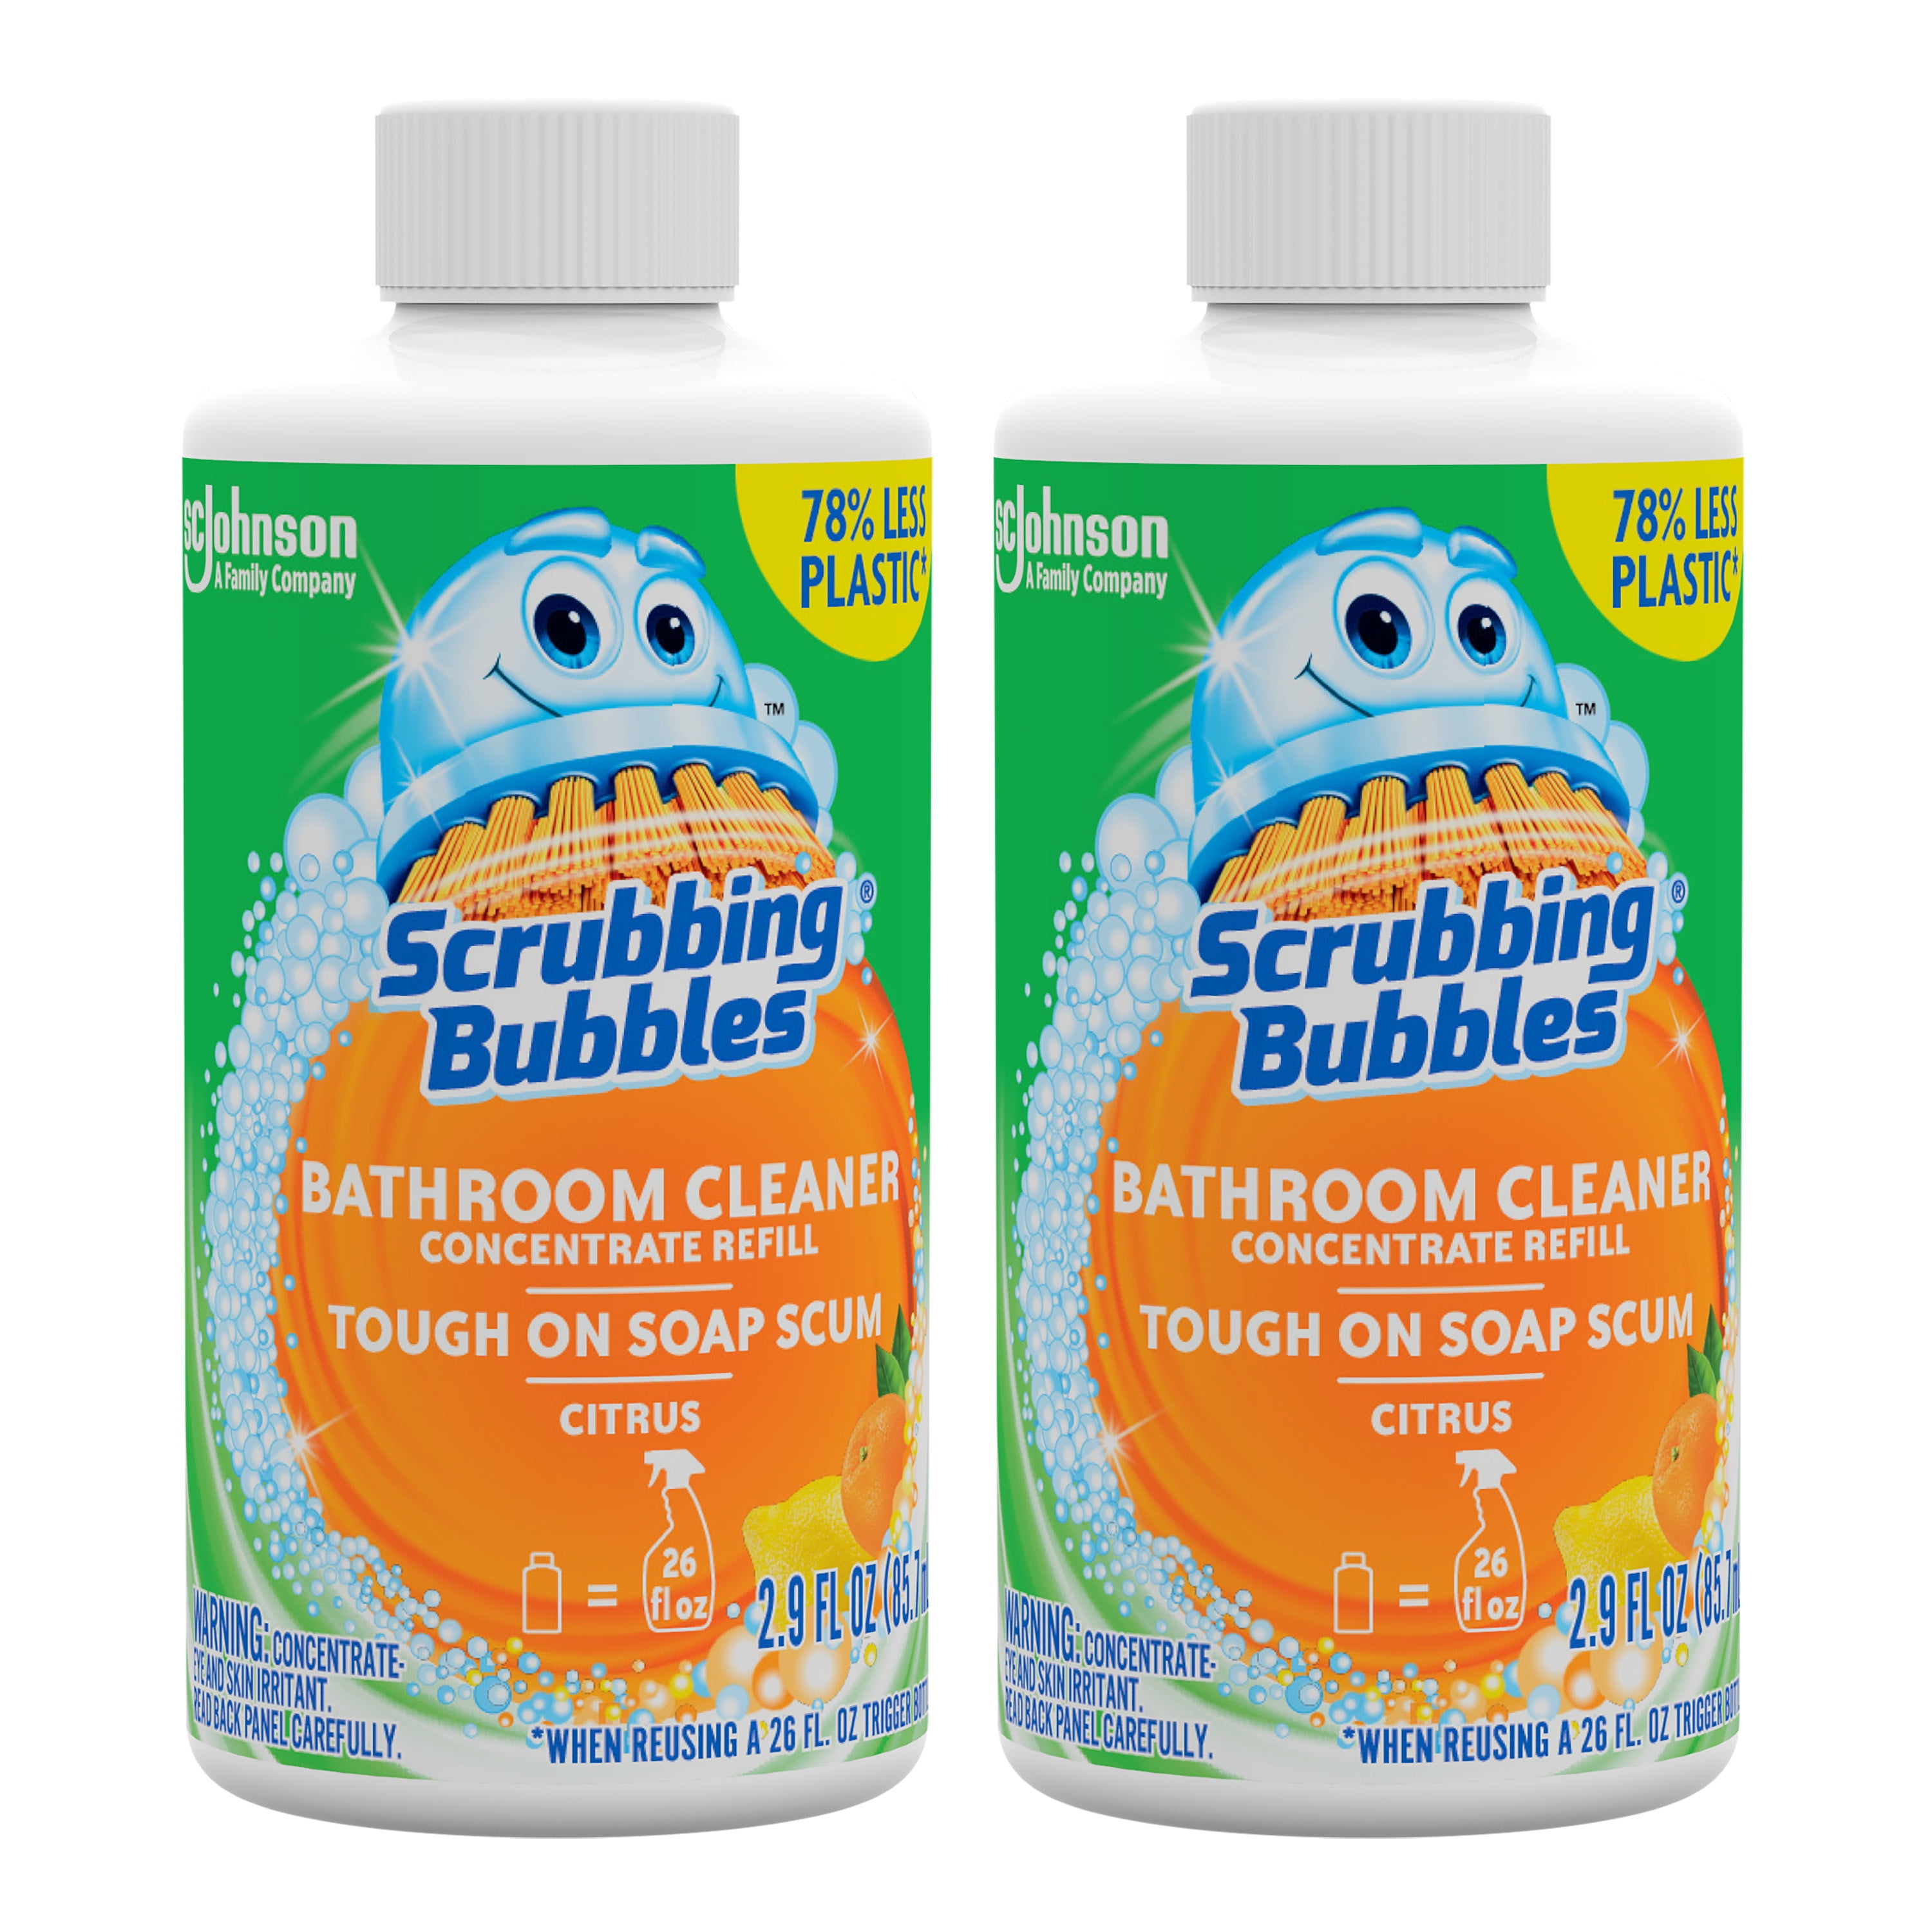 scJohnson
A Family Company
78% LESS
PLASTIC*
™
Scrubbing®
Bubbles
BATHROOM CLEANER
CONCENTRATE REFILL
TOUGH ON SOAP SCUM
CITRUS
=
26
fl oz
2.9 FL OZ (85.7
WARNING: CONCENTRATE-
EYE AND SKIN IRRITANT.
READ BACK PANEL CAREFULLY.
*WHEN REUSING A 26 FL. OZ TRIGGER
scJohnson
A Family Company
78% LESS
PLASTIC*
™
Scrubbing®
Bubbles
BATHROOM CLEANER
CONCENTRATE REFILL
TOUGH ON SOAP SCUM
CITRUS
=
26
fl oz
2.9 FL OZ (85.7
WARNING: CONCENTRATE-
EYE AND SKIN IRRITANT.
READ BACK PANEL CAREFULLY.
*WHEN REUSING A 26 FL. OZ TRIGGER